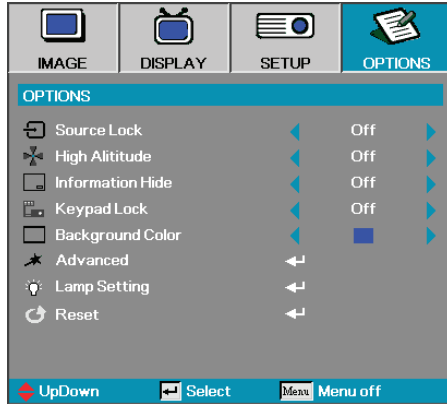 IMAGE DISPLAY SETUP OPTIONS
OPTIONS
Source Lock Off
High Alititude Off
Information Hide Off
Keypad Lock Off
Background Color
Advanced
Lamp Setting
Reset
UpDown Select Menu Menu off